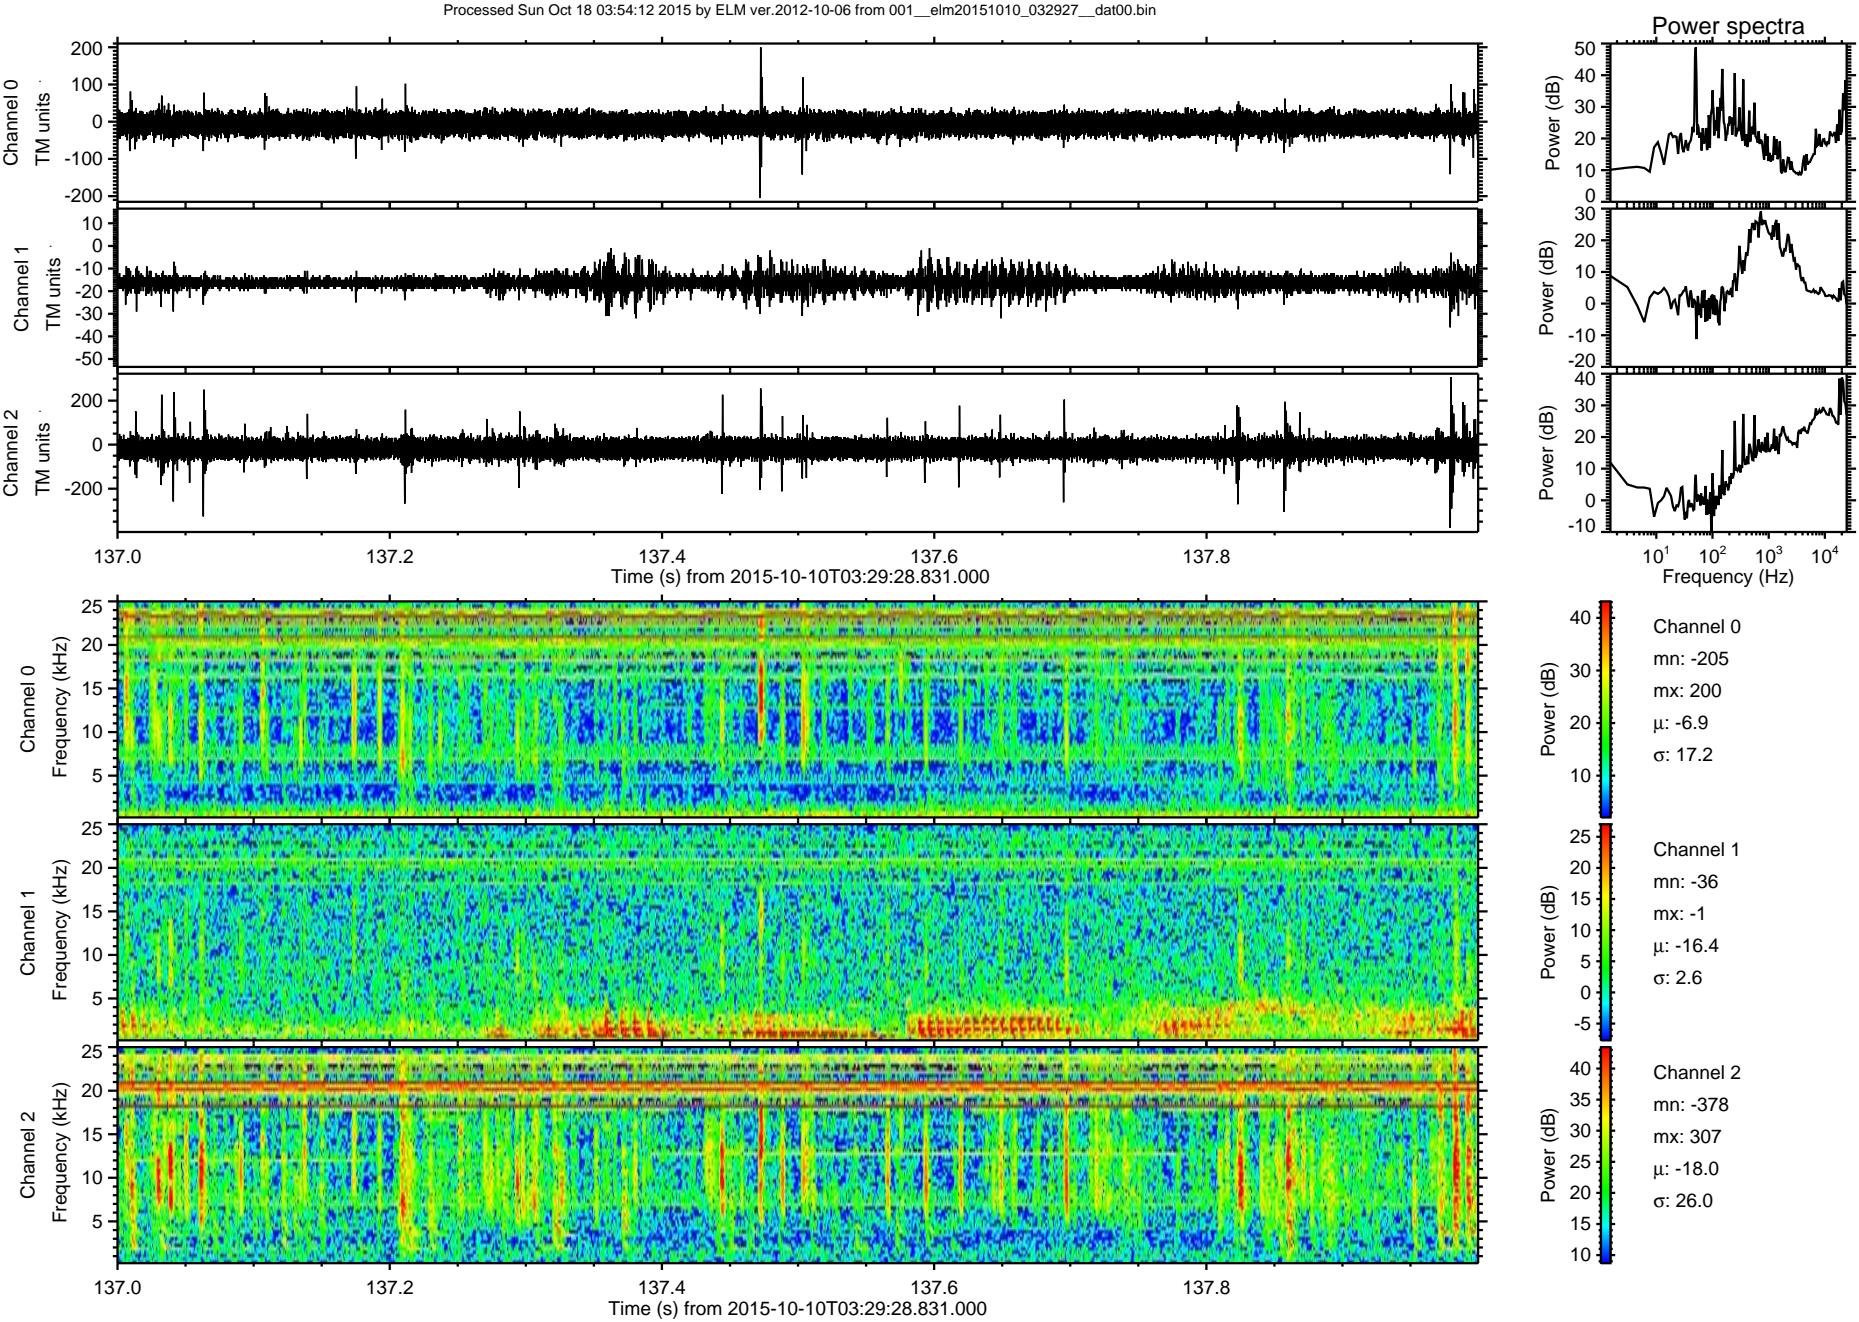 Processed Sun Oct 18 03:54:12 2015 by ELM ver.2012-10-06 from 001__elm20151010_032927__dat00.bin
Power spectra
Channel 0
TM units
200
100
0
-100
-200
Power (dB)
50
40
30
20
10
0
Channel 1
TM units
10
0
-10
-20
-30
-40
-50
Power (dB)
30
20
10
0
-10
-20
Channel 2
TM units
200
0
-200
Power (dB)
40
30
20
10
0
-10
137.0 137.2 137.4 137.6 137.8
Time (s) from 2015-10-10T03:29:28.831.000
10¹ 10² 10³ 10⁴
Frequency (Hz)
Channel 0
Frequency (kHz)
25
20
15
10
5
Power (dB)
40
30
20
10
Channel 0
mn: -205
mx: 200
μ: -6.9
σ: 17.2
Channel 1
Frequency (kHz)
25
20
15
10
5
Power (dB)
25
20
15
10
5
0
-5
Channel 1
mn: -36
mx: -1
μ: -16.4
σ: 2.6
Channel 2
Frequency (kHz)
25
20
15
10
5
Power (dB)
40
35
30
25
20
15
10
Channel 2
mn: -378
mx: 307
μ: -18.0
σ: 26.0
137.0 137.2 137.4 137.6 137.8
Time (s) from 2015-10-10T03:29:28.831.000